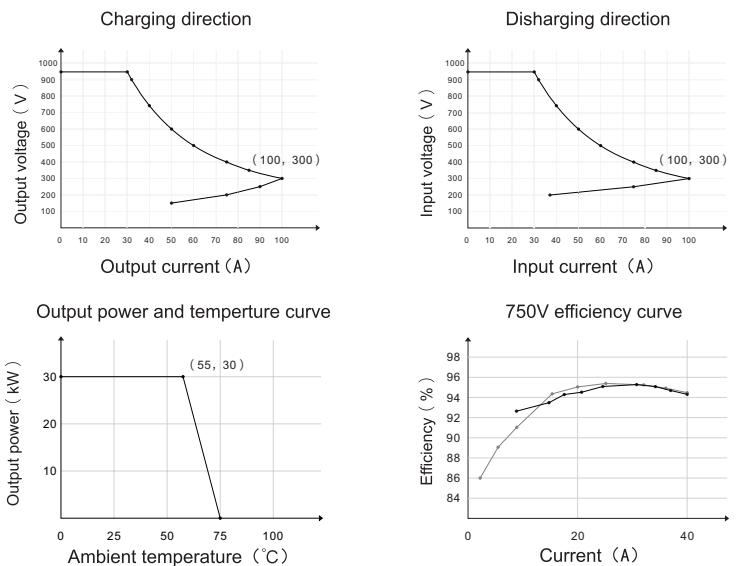 Charging direction
Output voltage（V）
1000
900
800
700
600
500
400
300
200
100
(100, 300)
0 10 20 30 40 50 60 70 80 90 100
Output current（A）
Disharging direction
Input voltage（V）
1000
900
800
700
600
500
400
300
200
100
(100, 300)
0 10 20 30 40 50 60 70 80 90 100
Input current（A）
Output power and temperture curve
Output power（kW）
30
20
10
(55, 30)
0 25 50 75 100
Ambient temperature（℃）
750V efficiency curve
Efficiency（%）
98
96
94
92
90
88
86
84
0 20 40
Current（A）